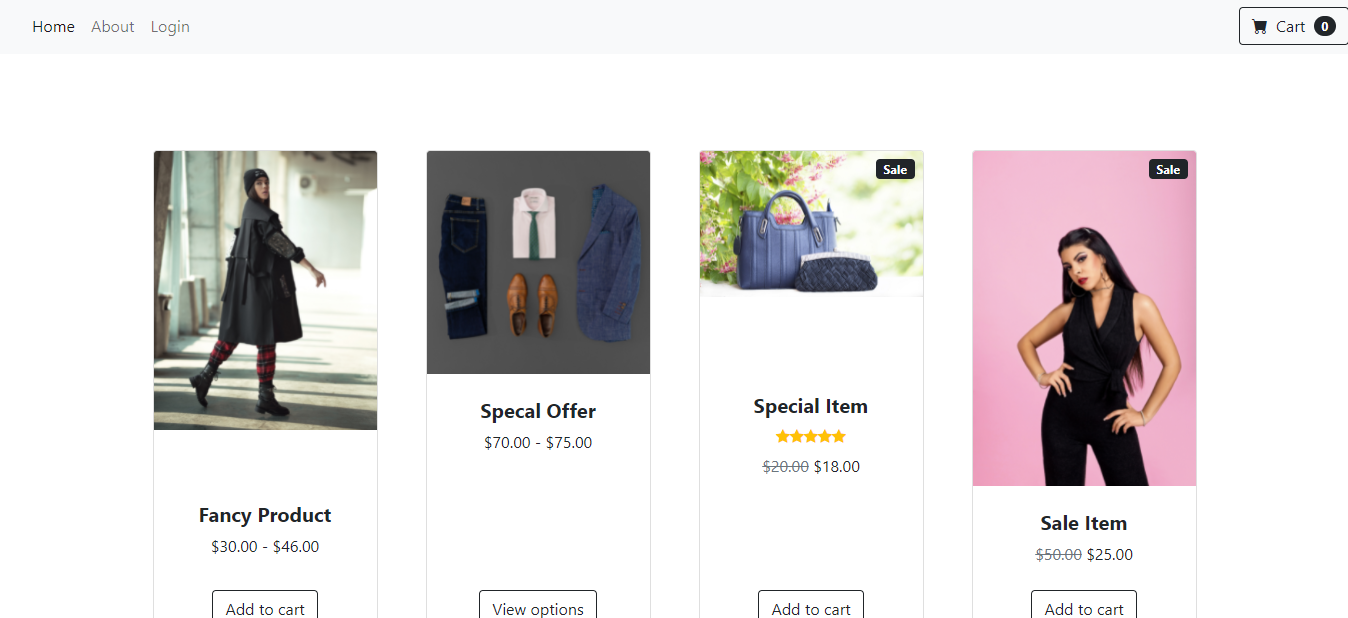 Home About Login Cart 0
Sale
Sale
Specal Offer
$70.00 - $75.00
Special Item
$20.00 $18.00
Fancy Product
$30.00 - $46.00
Sale Item
$50.00 $25.00
Add to cart
View options
Add to cart
Add to cart